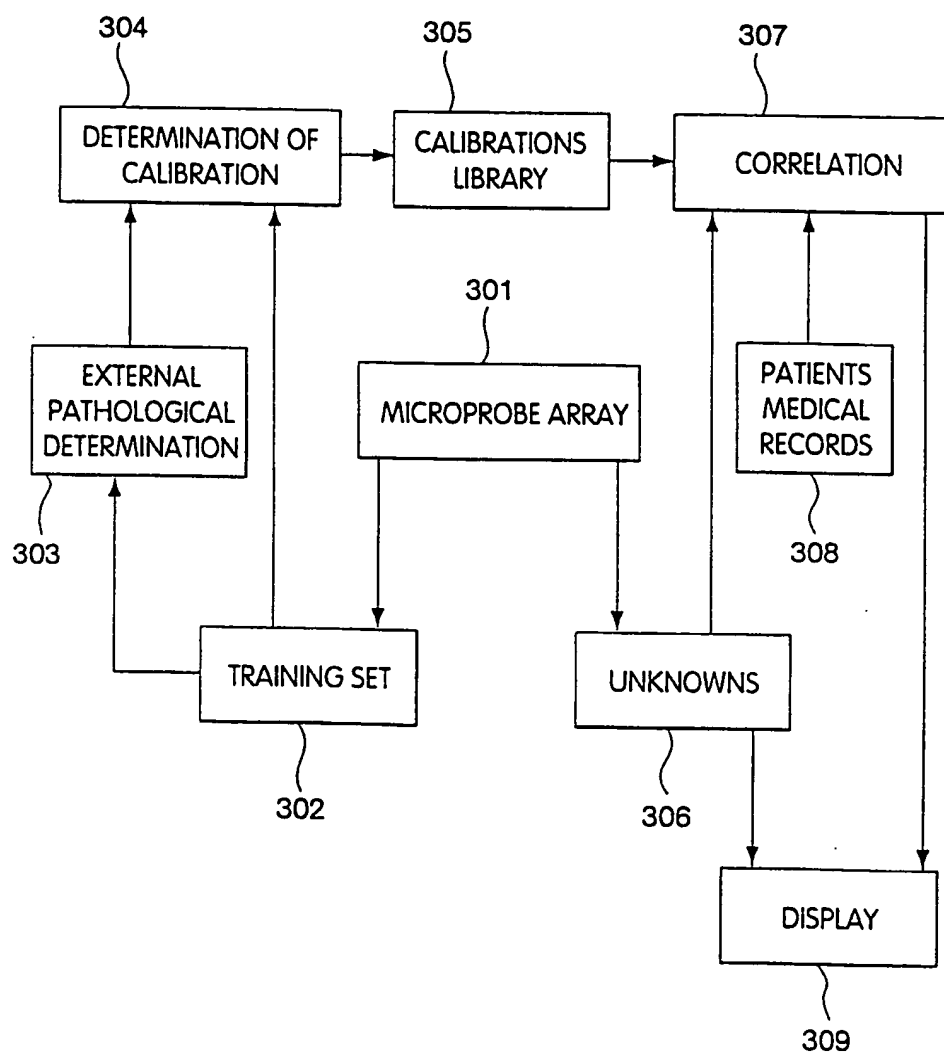 304
305
307
DETERMINATION OF
CALIBRATION
CALIBRATIONS
LIBRARY
CORRELATION
301
EXTERNAL
PATHOLOGICAL
DETERMINATION
MICROPROBE ARRAY
PATIENTS
MEDICAL
RECORDS
303
308
TRAINING SET
UNKNOWNS
302
306
DISPLAY
309